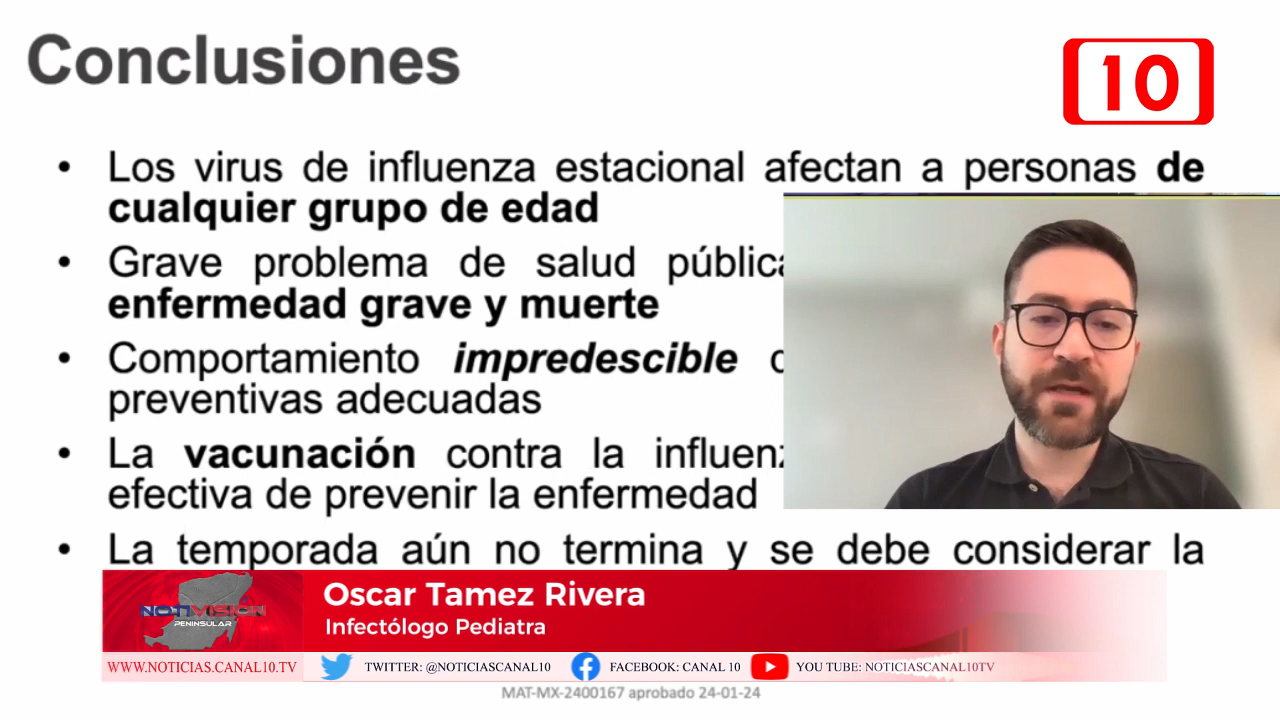 Conclusiones
10
• Los virus de influenza estacional afectan a personas de
cualquier grupo de edad
• Grave problema de salud pública
enfermedad grave y muerte
• Comportamiento impredescible
preventivas adecuadas
• La vacunación contra la influenz
efectiva de prevenir la enfermedad
• La temporada aún no termina y se debe considerar la
NOTIVISIÓN
PENINSULAR
Oscar Tamez Rivera
Infectólogo Pediatra
WWW.NOTICIAS.CANAL10.TV
TWITTER: @NOTICIASCANAL10
FACEBOOK: CANAL 10
YOU TUBE: NOTICIASCANAL10TV
MAT-MX-2400167 aprobado 24-01-24